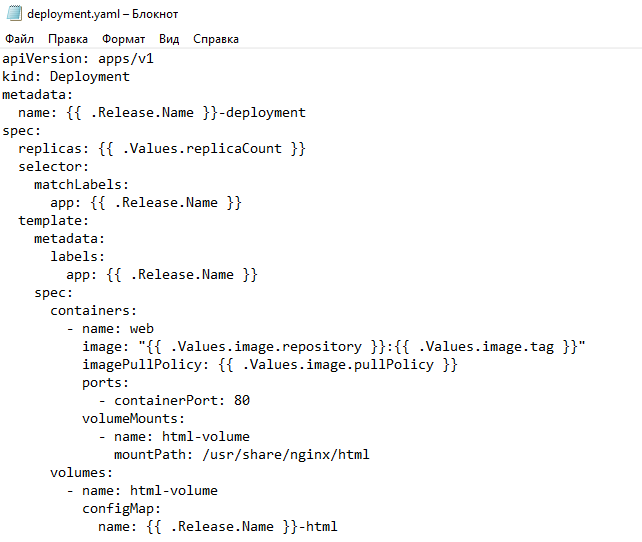 deployment.yaml – Блокнот
Файл Правка Формат Вид Справка
apiVersion: apps/v1
kind: Deployment
metadata:
  name: {{ .Release.Name }}-deployment
spec:
  replicas: {{ .Values.replicaCount }}
  selector:
    matchLabels:
      app: {{ .Release.Name }}
  template:
    metadata:
      labels:
        app: {{ .Release.Name }}
    spec:
      containers:
        - name: web
          image: "{{ .Values.image.repository }}:{{ .Values.image.tag }}"
          imagePullPolicy: {{ .Values.image.pullPolicy }}
          ports:
            - containerPort: 80
          volumeMounts:
            - name: html-volume
              mountPath: /usr/share/nginx/html
      volumes:
        - name: html-volume
          configMap:
            name: {{ .Release.Name }}-html